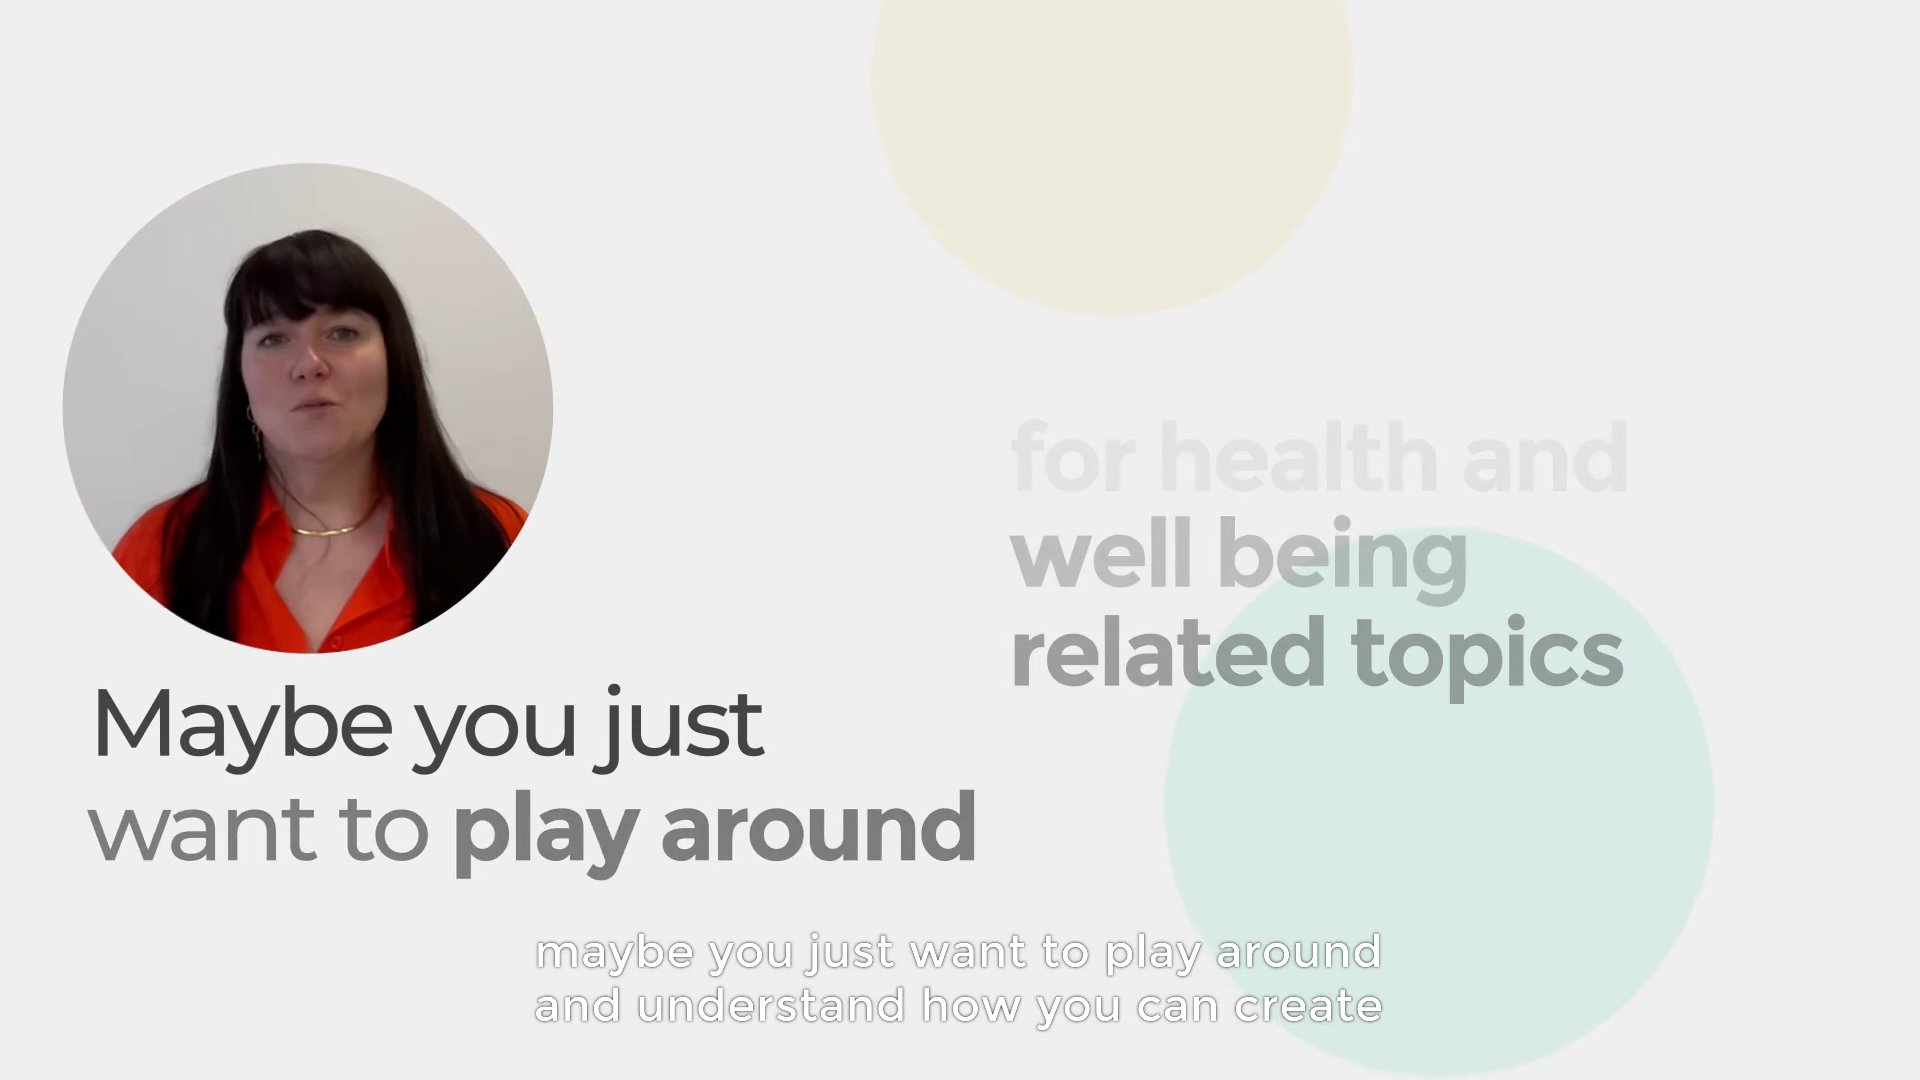 for health and
well being
related topics
Maybe you just
want to play around
maybe you just want to play around
and understand how you can create